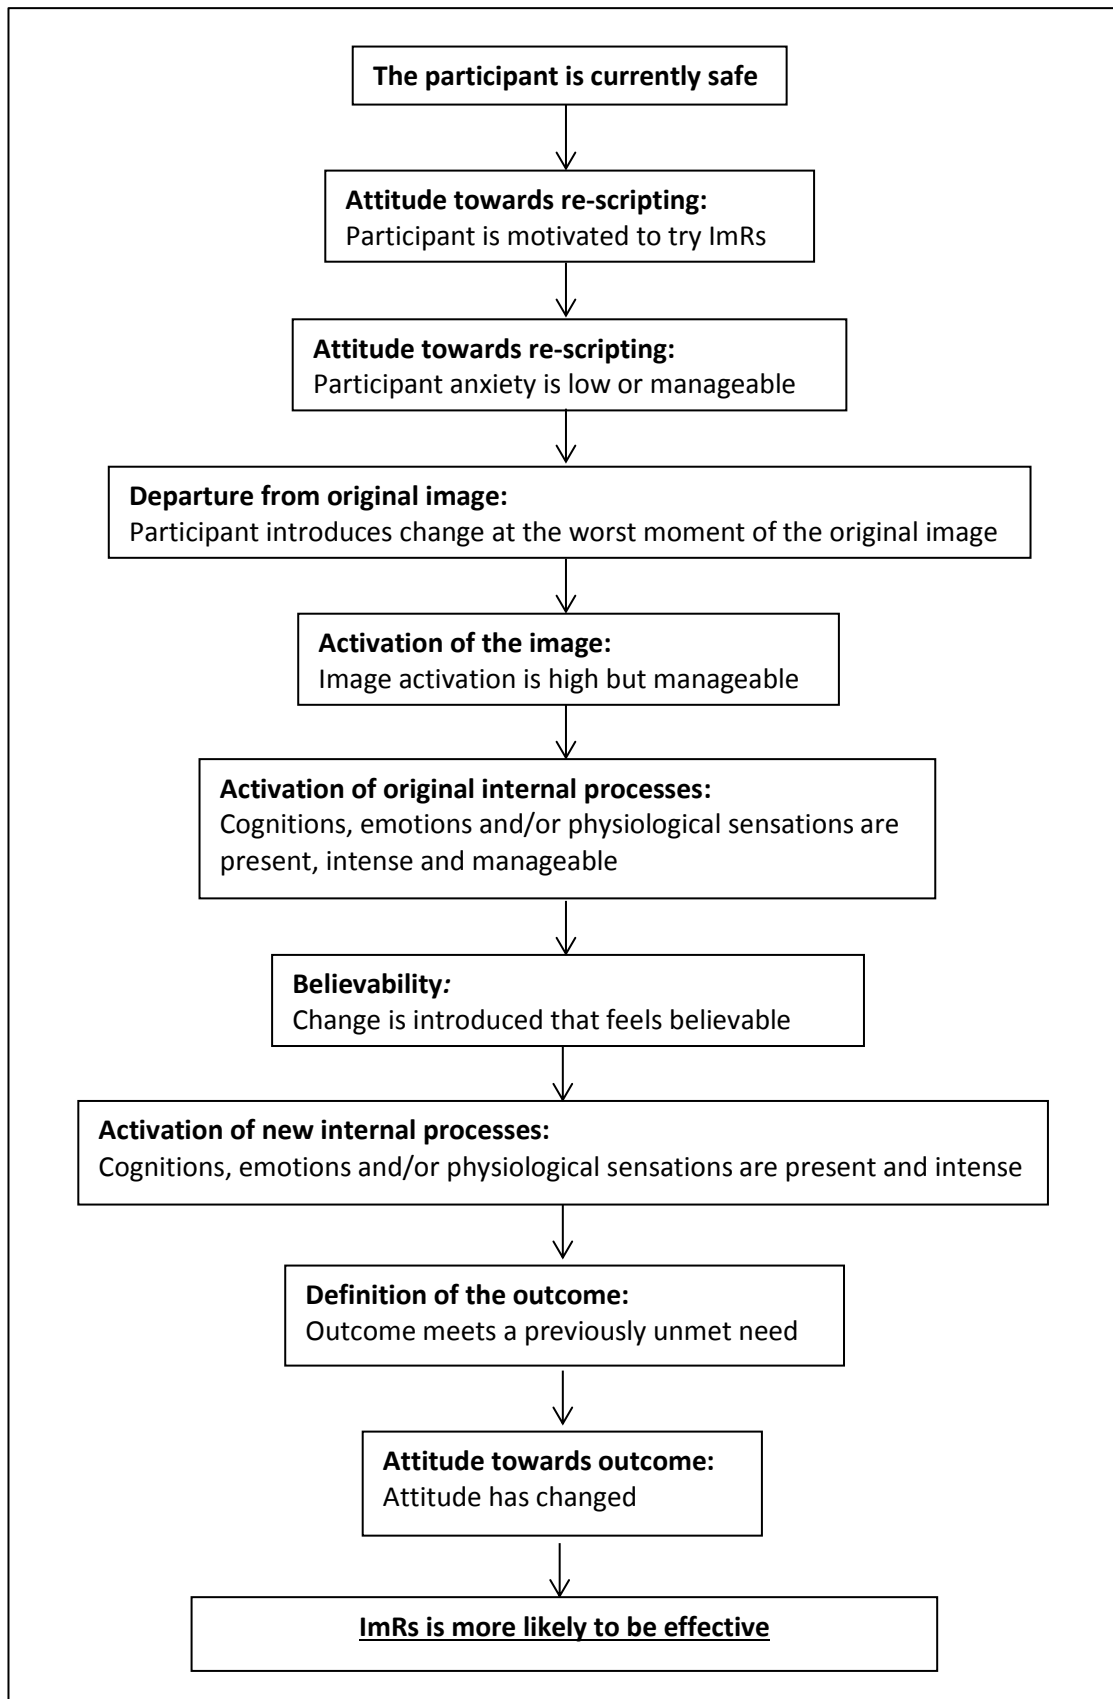 The participant is currently safe
Attitude towards re-scripting:
Participant is motivated to try ImRs
Attitude towards re-scripting:
Participant anxiety is low or manageable
Departure from original image:
Participant introduces change at the worst moment of the original image
Activation of the image:
Image activation is high but manageable
Activation of original internal processes:
Cognitions, emotions and/or physiological sensations are
present, intense and manageable
Believability:
Change is introduced that feels believable
Activation of new internal processes:
Cognitions, emotions and/or physiological sensations are present and intense
Definition of the outcome:
Outcome meets a previously unmet need
Attitude towards outcome:
Attitude has changed
ImRs is more likely to be effective